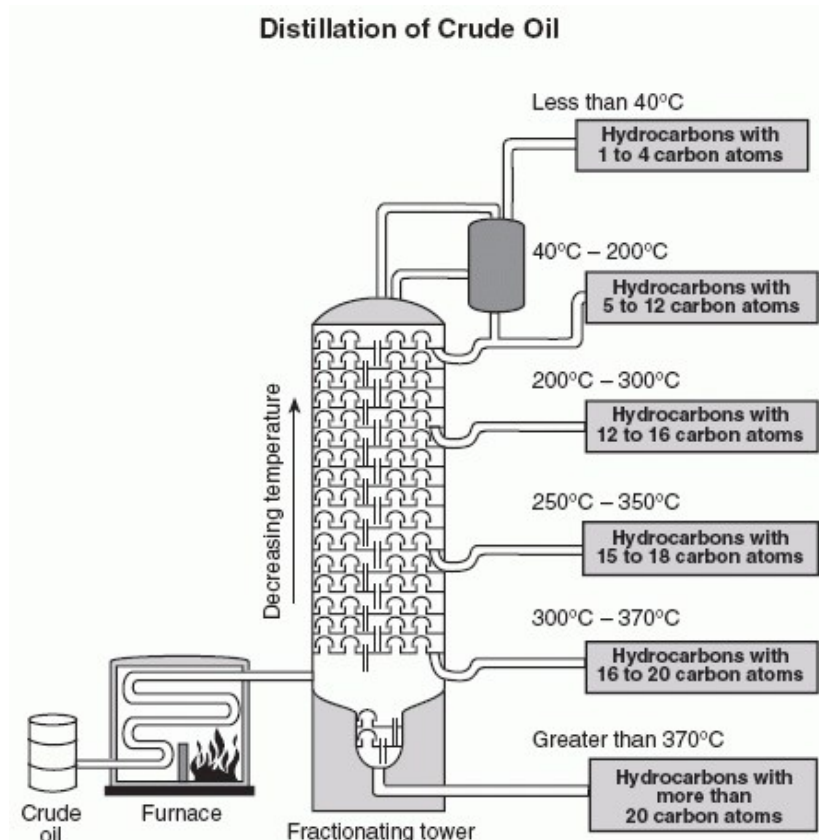 Distillation of Crude Oil
Less than 40°C
Hydrocarbons with
1 to 4 carbon atoms
40°C – 200°C
Hydrocarbons with
5 to 12 carbon atoms
200°C – 300°C
Hydrocarbons with
12 to 16 carbon atoms
Decreasing temperature
250°C – 350°C
Hydrocarbons with
15 to 18 carbon atoms
300°C – 370°C
Hydrocarbons with
16 to 20 carbon atoms
Greater than 370°C
Hydrocarbons with
more than
20 carbon atoms
Crude
oil
Furnace
Fractionating tower